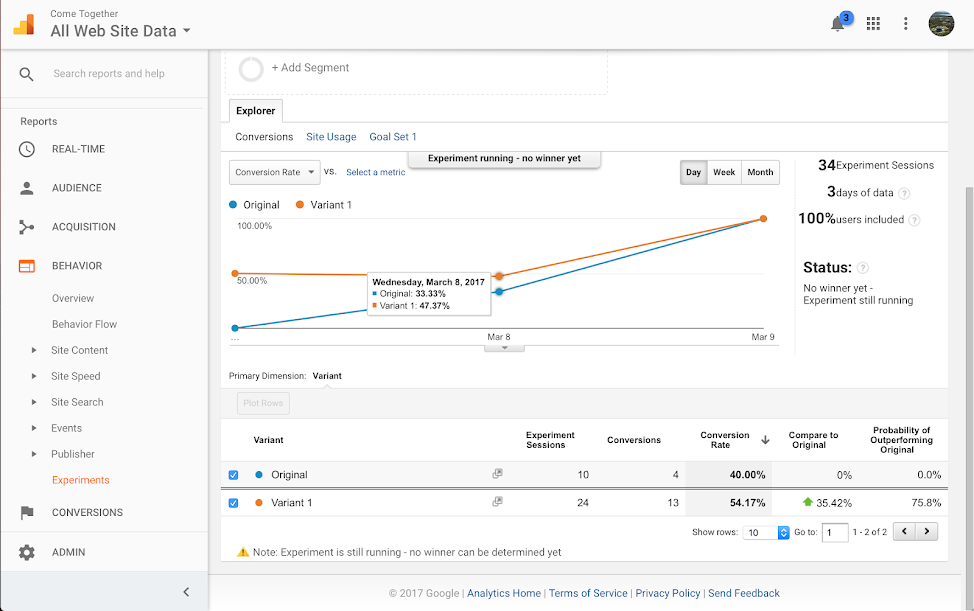 Come Together
All Web Site Data
3
Search reports and help
Reports
REAL-TIME
AUDIENCE
ACQUISITION
BEHAVIOR
Overview
Behavior Flow
Site Content
Site Speed
Site Search
Events
Publisher
Experiments
CONVERSIONS
ADMIN
+ Add Segment
Explorer
Conversions Site Usage Goal Set 1
Experiment running - no winner yet
Conversion Rate VS. Select a metric
Day Week Month
Original Variant 1
100.00%
50.00%
Wednesday, March 8, 2017
Original: 33.33%
Variant 1: 47.37%
... Mar 8 Mar 9
34 Experiment Sessions
3 days of data ?
100% users included ?
Status: ?
No winner yet -
Experiment still running
Primary Dimension: Variant
Plot Rows
Variant Experiment Sessions Conversions Conversion Rate Compare to Original Probability of Outperforming Original
Original 10 4 40.00% 0% 0.0%
Variant 1 24 13 54.17% 35.42% 75.8%
Show rows: 10 Go to: 1 1 - 2 of 2
Note: Experiment is still running - no winner can be determined yet
© 2017 Google | Analytics Home | Terms of Service | Privacy Policy | Send Feedback